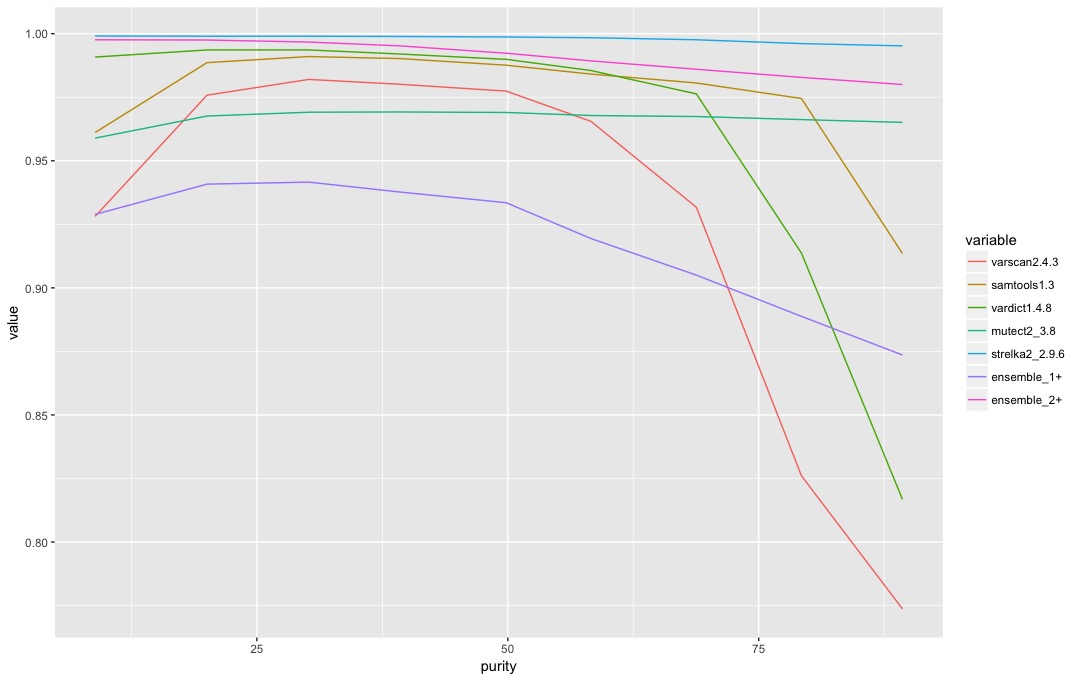 1.00
0.95
0.90
0.85
0.80
value
25
50
75
purity
variable
varscan2.4.3
samtools1.3
vardict1.4.8
mutect2_3.8
strelka2_2.9.6
ensemble_1+
ensemble_2+